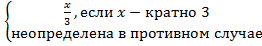 x/3, если x − кратно 3
неопределена в противном случае